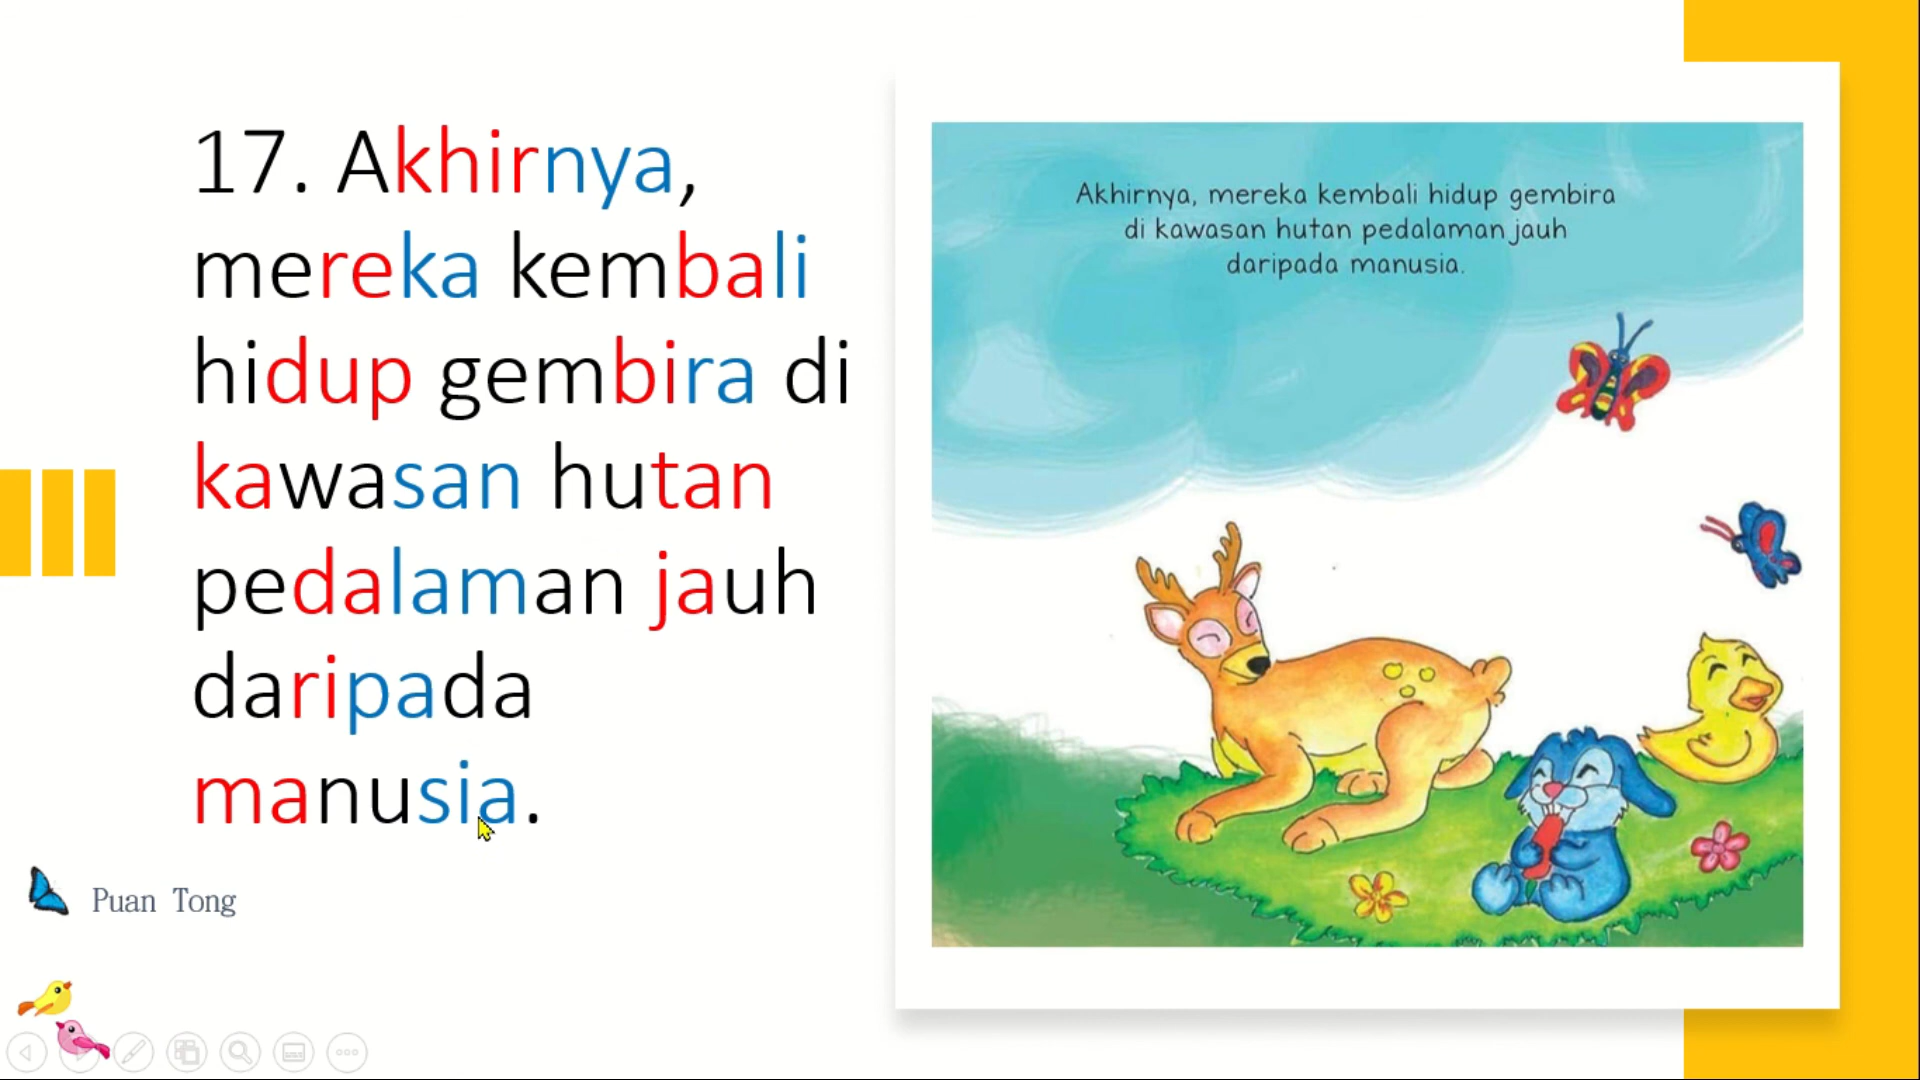 17. Akhirnya,
mereka kembali
hidup gembira di
kawasan hutan
pedalaman jauh
daripada
manusia.
Puan Tong
Akhirnya, mereka kembali hidup gembira
di kawasan hutan pedalaman jauh
daripada manusia.